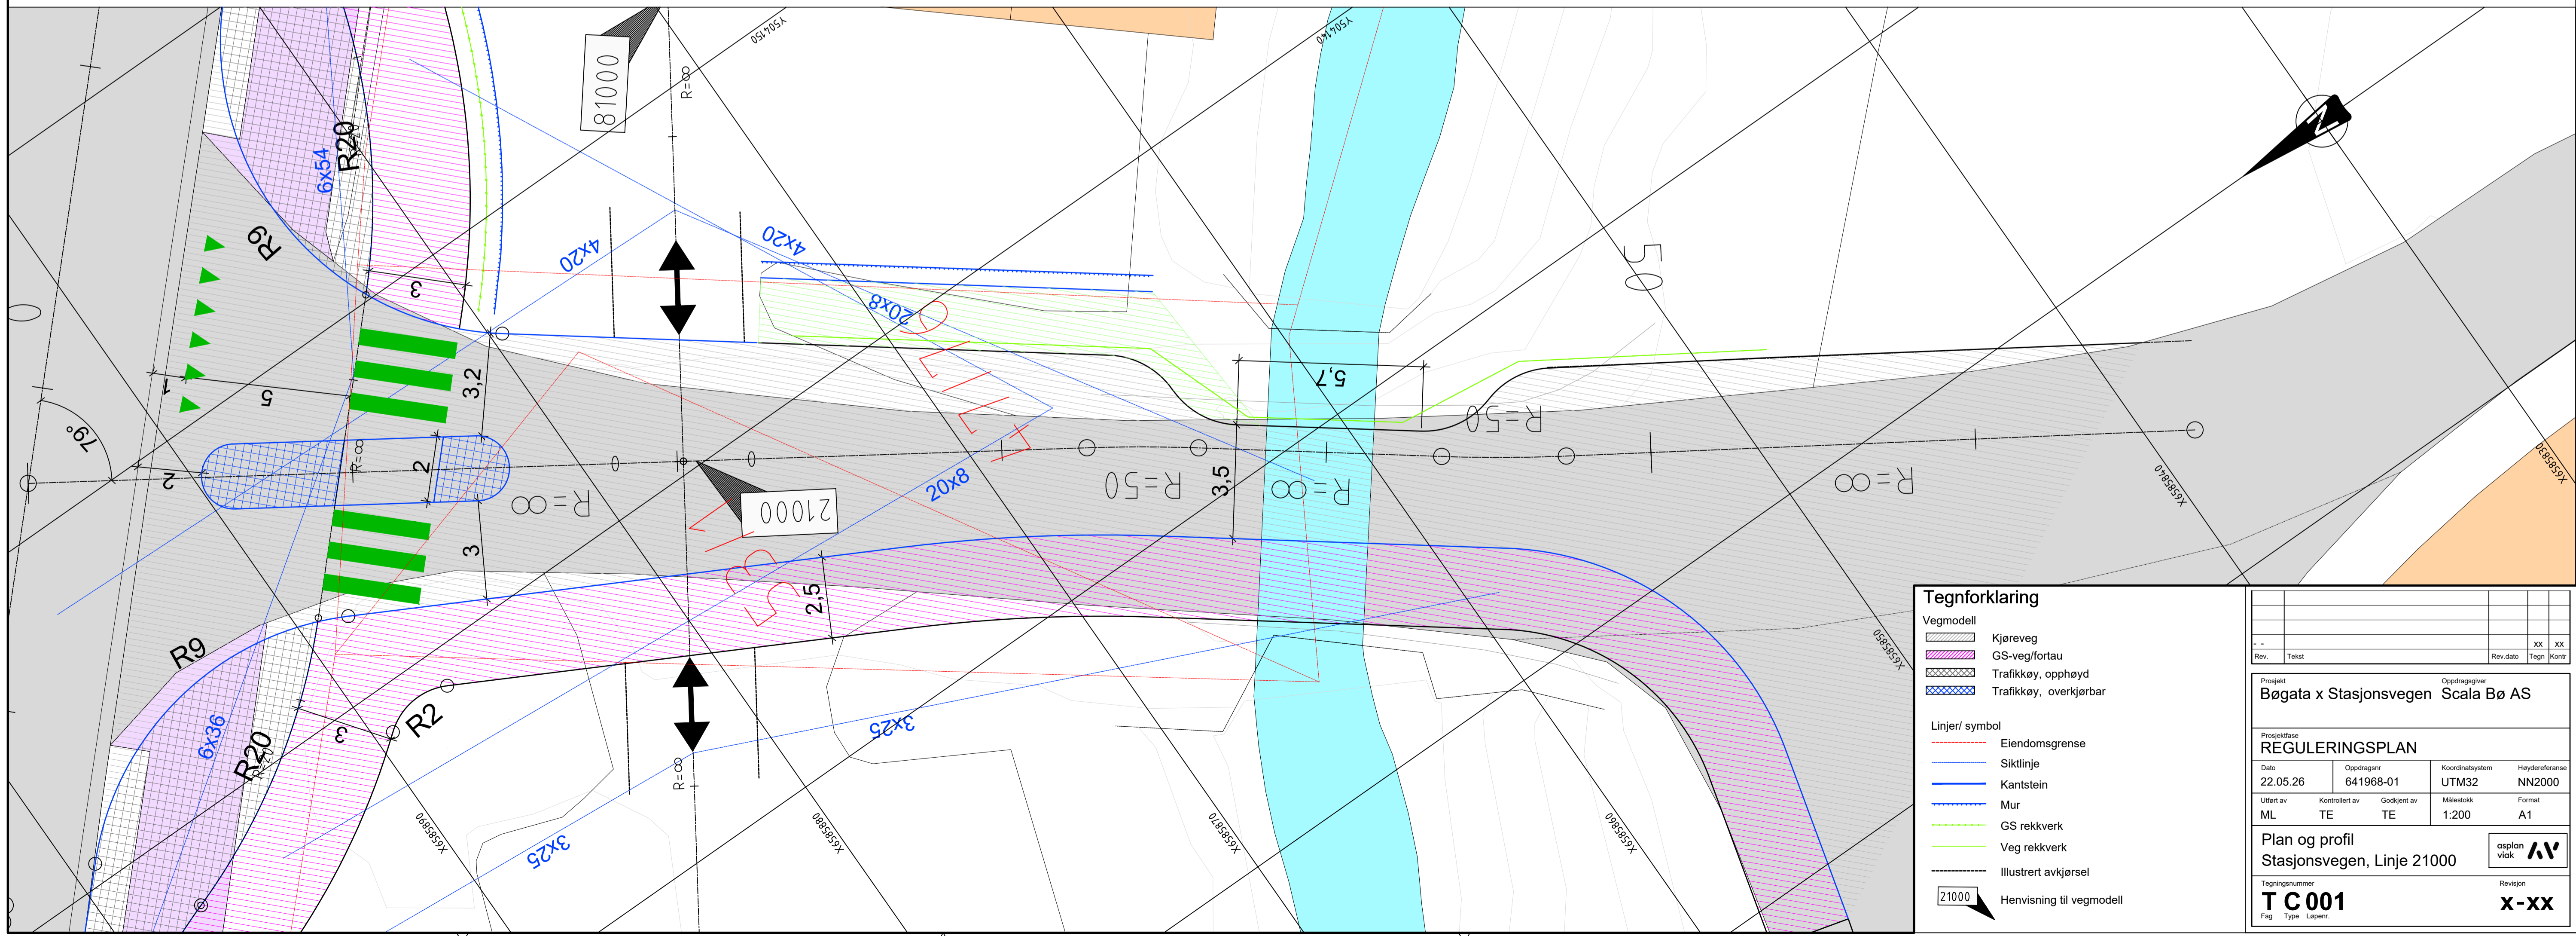 Y504150
Y504140
81000
R=∞
R20
R=20
6x54
R9
4x20
4x20
20x8
3
0
50
5,7
3,2
1
5
79°
R=50
2
R=∞
2
0
0
R=∞
21000
20x8
R=50
3,5
R=∞
R=∞
X6585830
X6585840
X6585850
X6585860
X6585870
X6585880
X6585890
3
2,5
R9
R2
3
R20
R=20
6x36
R=∞
3x25
3x25
N
Tegnforklaring
Vegmodell
Kjøreveg
GS-veg/fortau
Trafikkøy, opphøyd
Trafikkøy, overkjørbar
Linjer/ symbol
Eiendomsgrense
Siktlinje
Kantstein
Mur
GS rekkverk
Veg rekkverk
Illustrert avkjørsel
21000 Henvisning til vegmodell
- - xx xx
Rev. Tekst Rev.dato Tegn Kontr
Prosjekt Oppdragsgiver
Bøgata x Stasjonsvegen Scala Bø AS
Prosjektfase
REGULERINGSPLAN
Dato Oppdragsnr Koordinatsystem Høydereferanse
22.05.26 641968-01 UTM32 NN2000
Utført av Kontrollert av Godkjent av Målestokk Format
ML TE TE 1:200 A1
Plan og profil
Stasjonsvegen, Linje 21000
asplan
viak
Tegningsnummer Revisjon
T C 001 x-xx
Fag Type Løpenr.